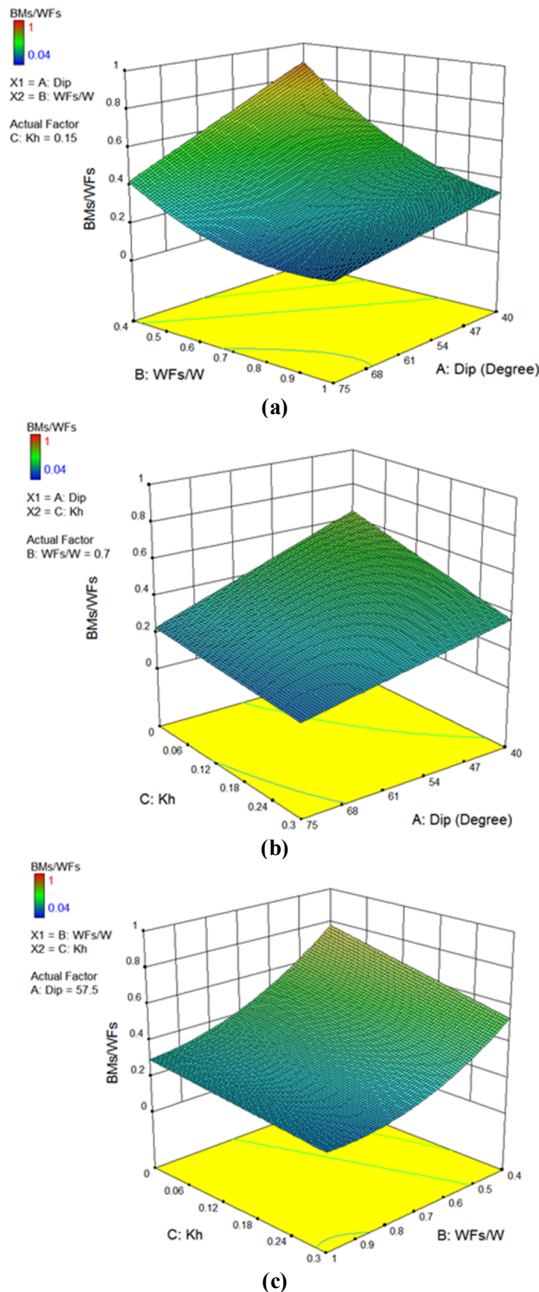 BMs/WFs
1
0.04
X1 = A: Dip
X2 = B: WFs/W
Actual Factor
C: Kh = 0.15
BMs/WFs
1
0.8
0.6
0.4
0.2
0
0.4
0.5
0.6
0.7
0.8
0.9
1
B: WFs/W
75
68
61
54
47
40
A: Dip (Degree)
(a)
BMs/WFs
1
0.04
X1 = A: Dip
X2 = C: Kh
Actual Factor
B: WFs/W = 0.7
BMs/WFs
1
0.8
0.6
0.4
0.2
0
0
0.06
0.12
0.18
0.24
0.3
C: Kh
75
68
61
54
47
40
A: Dip (Degree)
(b)
BMs/WFs
1
0.04
X1 = B: WFs/W
X2 = C: Kh
Actual Factor
A: Dip = 57.5
BMs/WFs
1
0.8
0.6
0.4
0.2
0
0
0.06
0.12
0.18
0.24
0.3
C: Kh
1
0.9
0.8
0.7
0.6
0.5
0.4
B: WFs/W
(c)